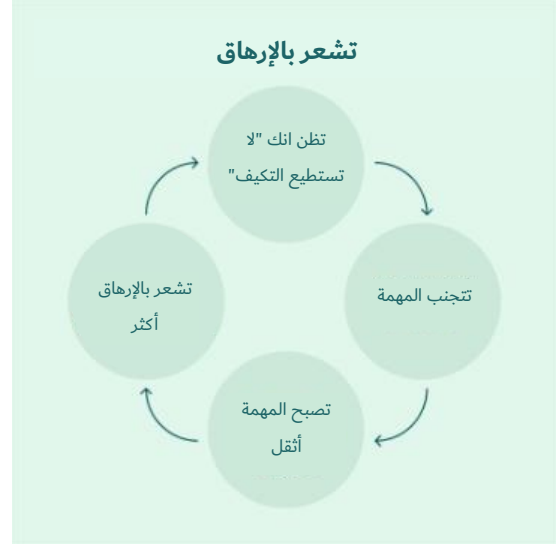 تشعر بالإرهاق
تظن انك "لا
تستطيع التكيف"
تتجنب المهمة
تصبح المهمة
أثقل
تشعر بالإرهاق
أكثر